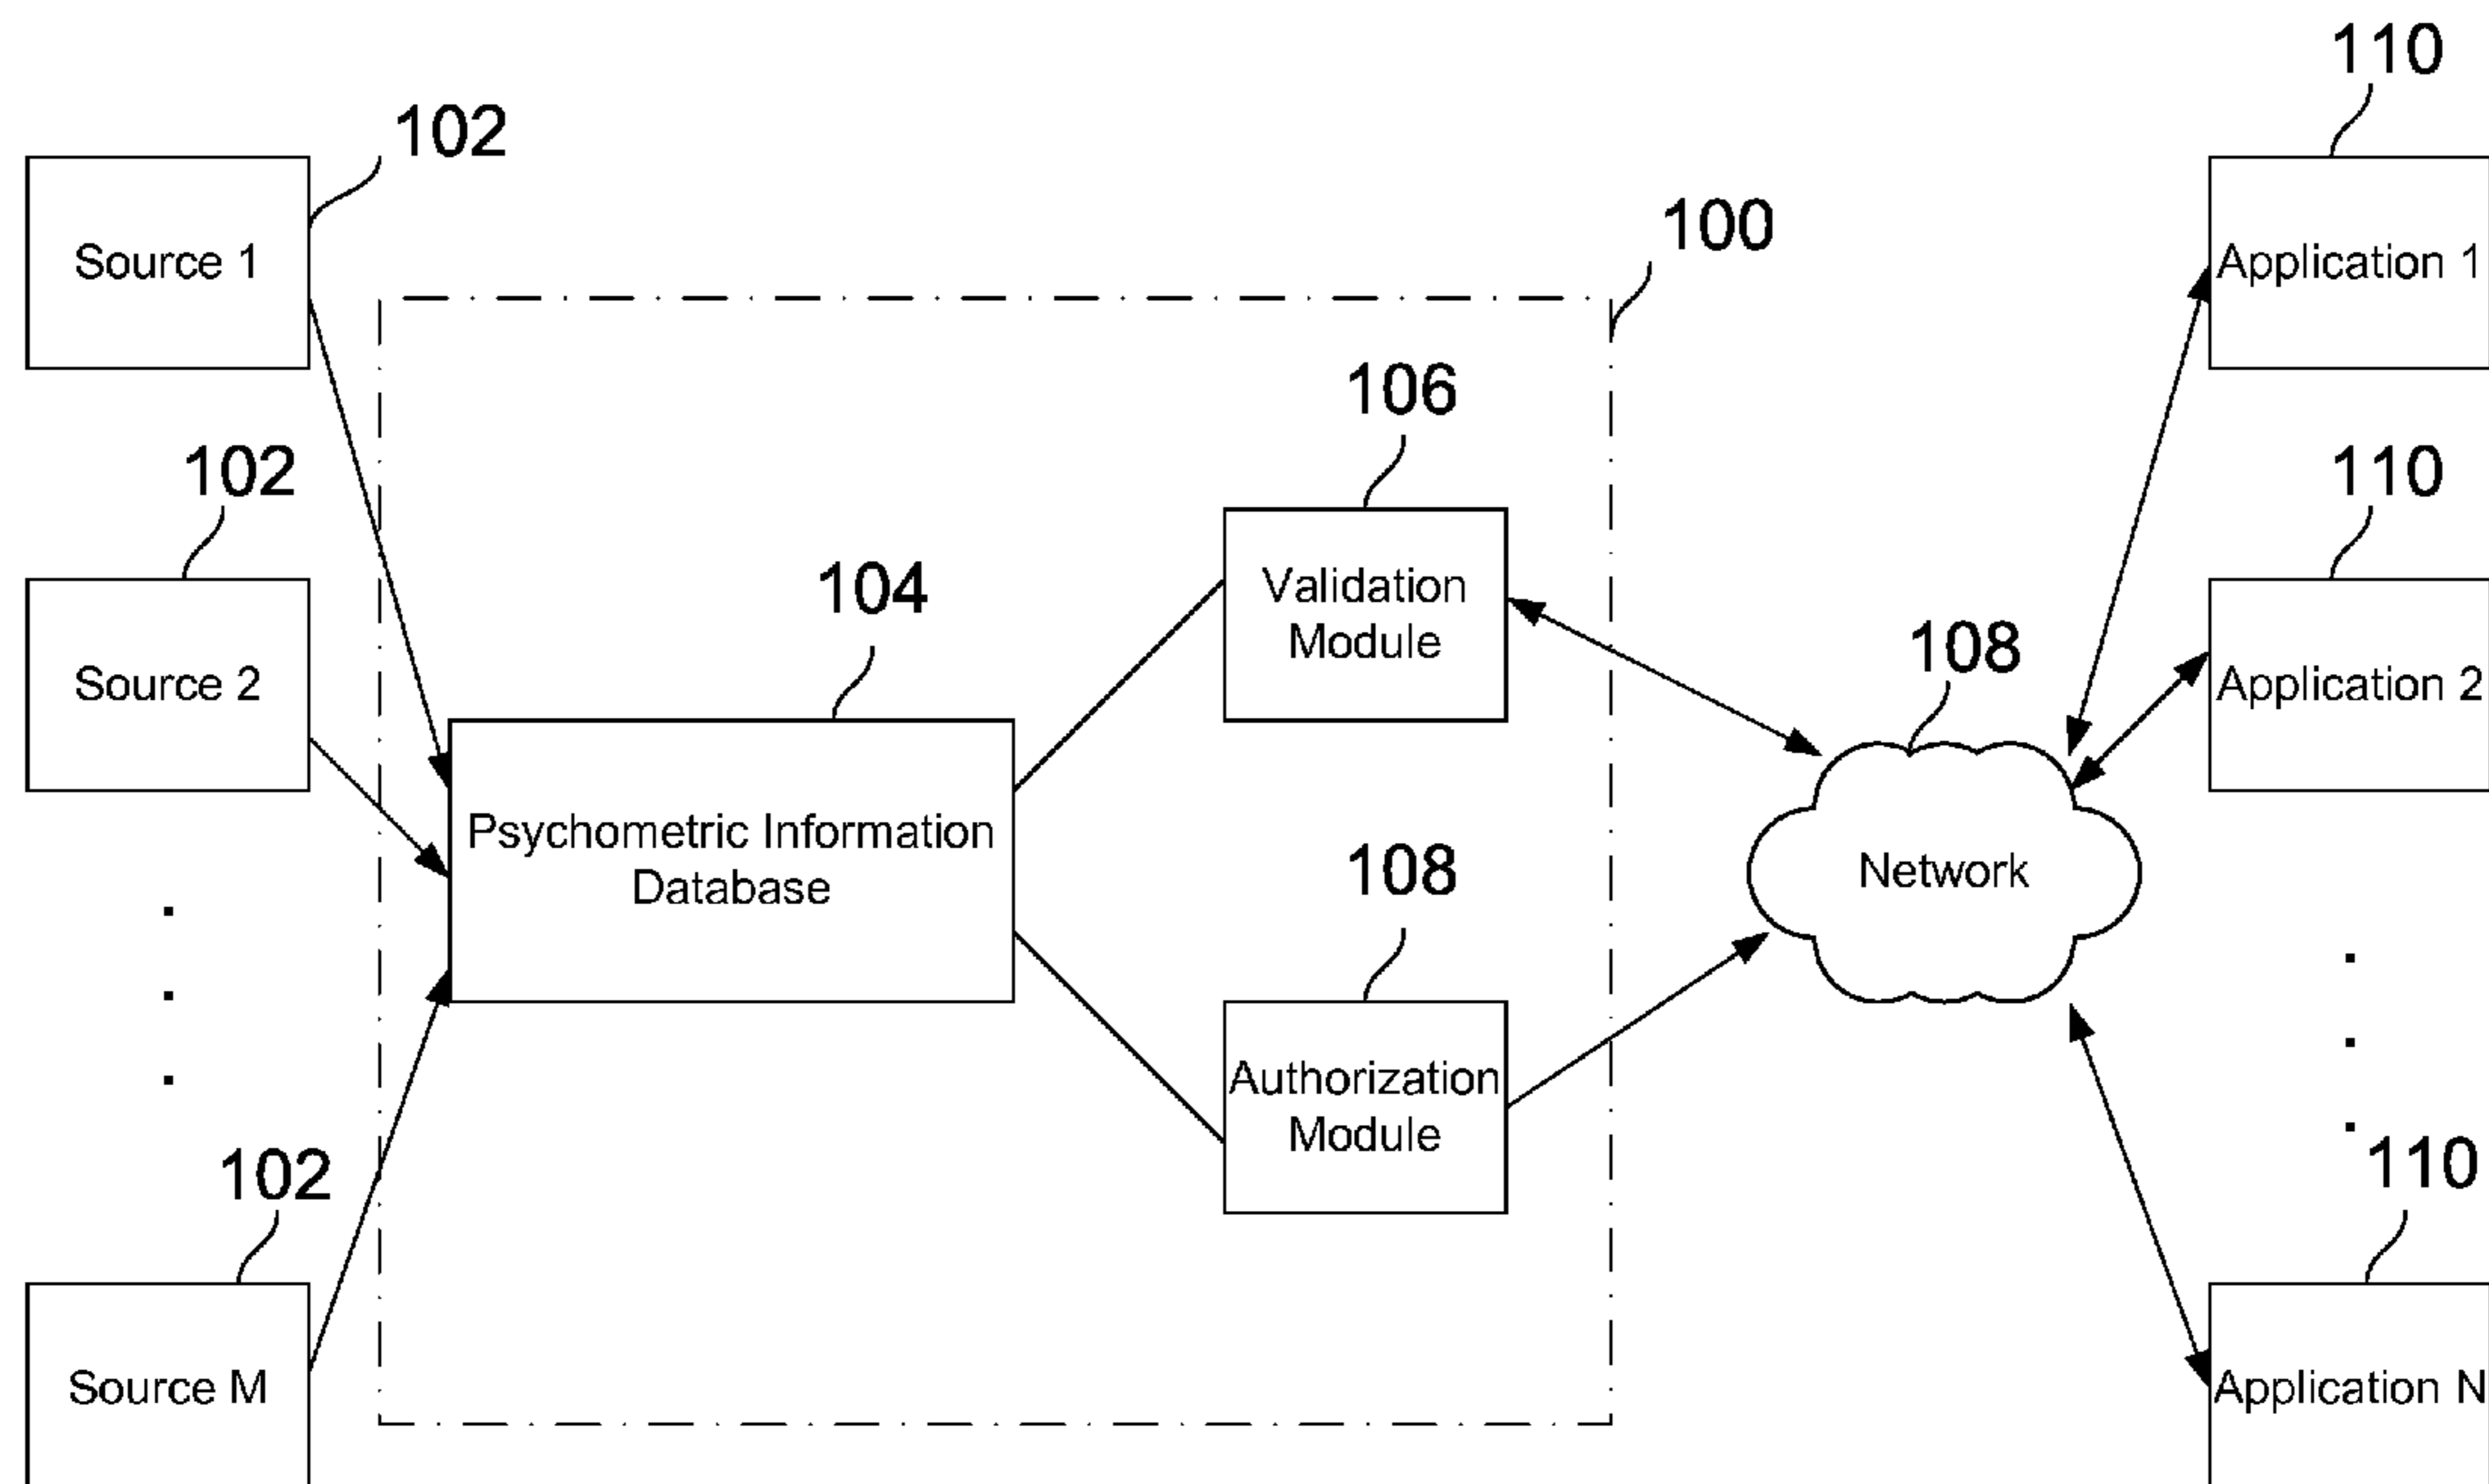 110
102
Source 1
100
Application 1
106
102
110
Validation
Module
104
108
Source 2
Application 2
Psychometric Information
Database
108
Network
Authorization
Module
102
110
Source M
Application N